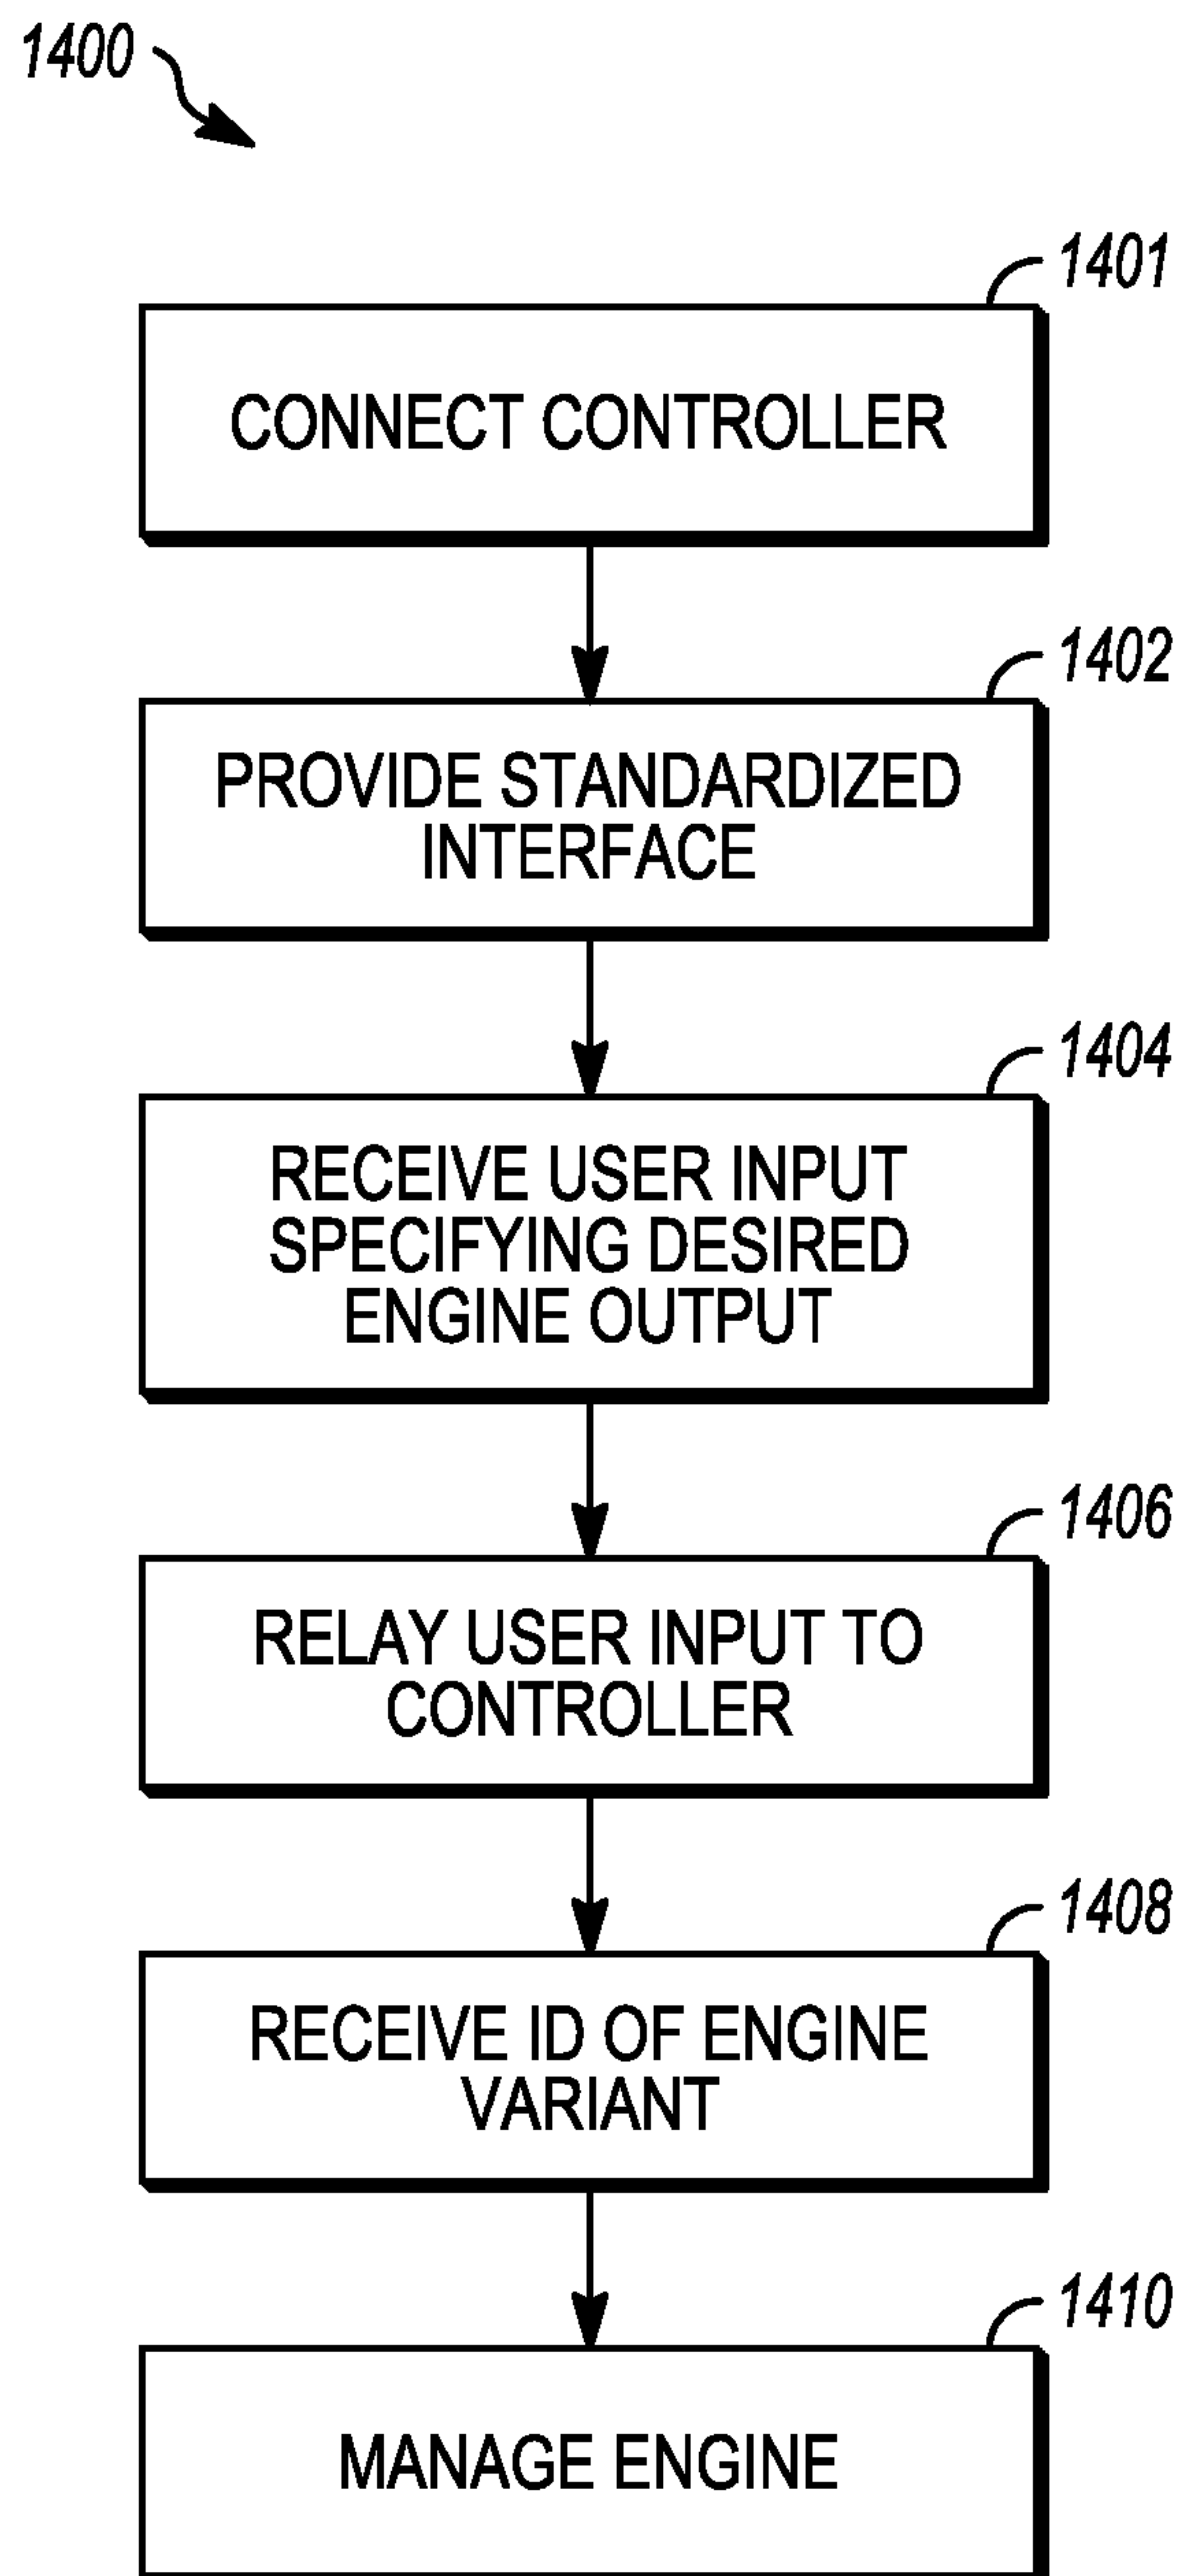 1400
1401
CONNECT CONTROLLER
1402
PROVIDE STANDARDIZED
INTERFACE
1404
RECEIVE USER INPUT
SPECIFYING DESIRED
ENGINE OUTPUT
1406
RELAY USER INPUT TO
CONTROLLER
1408
RECEIVE ID OF ENGINE
VARIANT
1410
MANAGE ENGINE